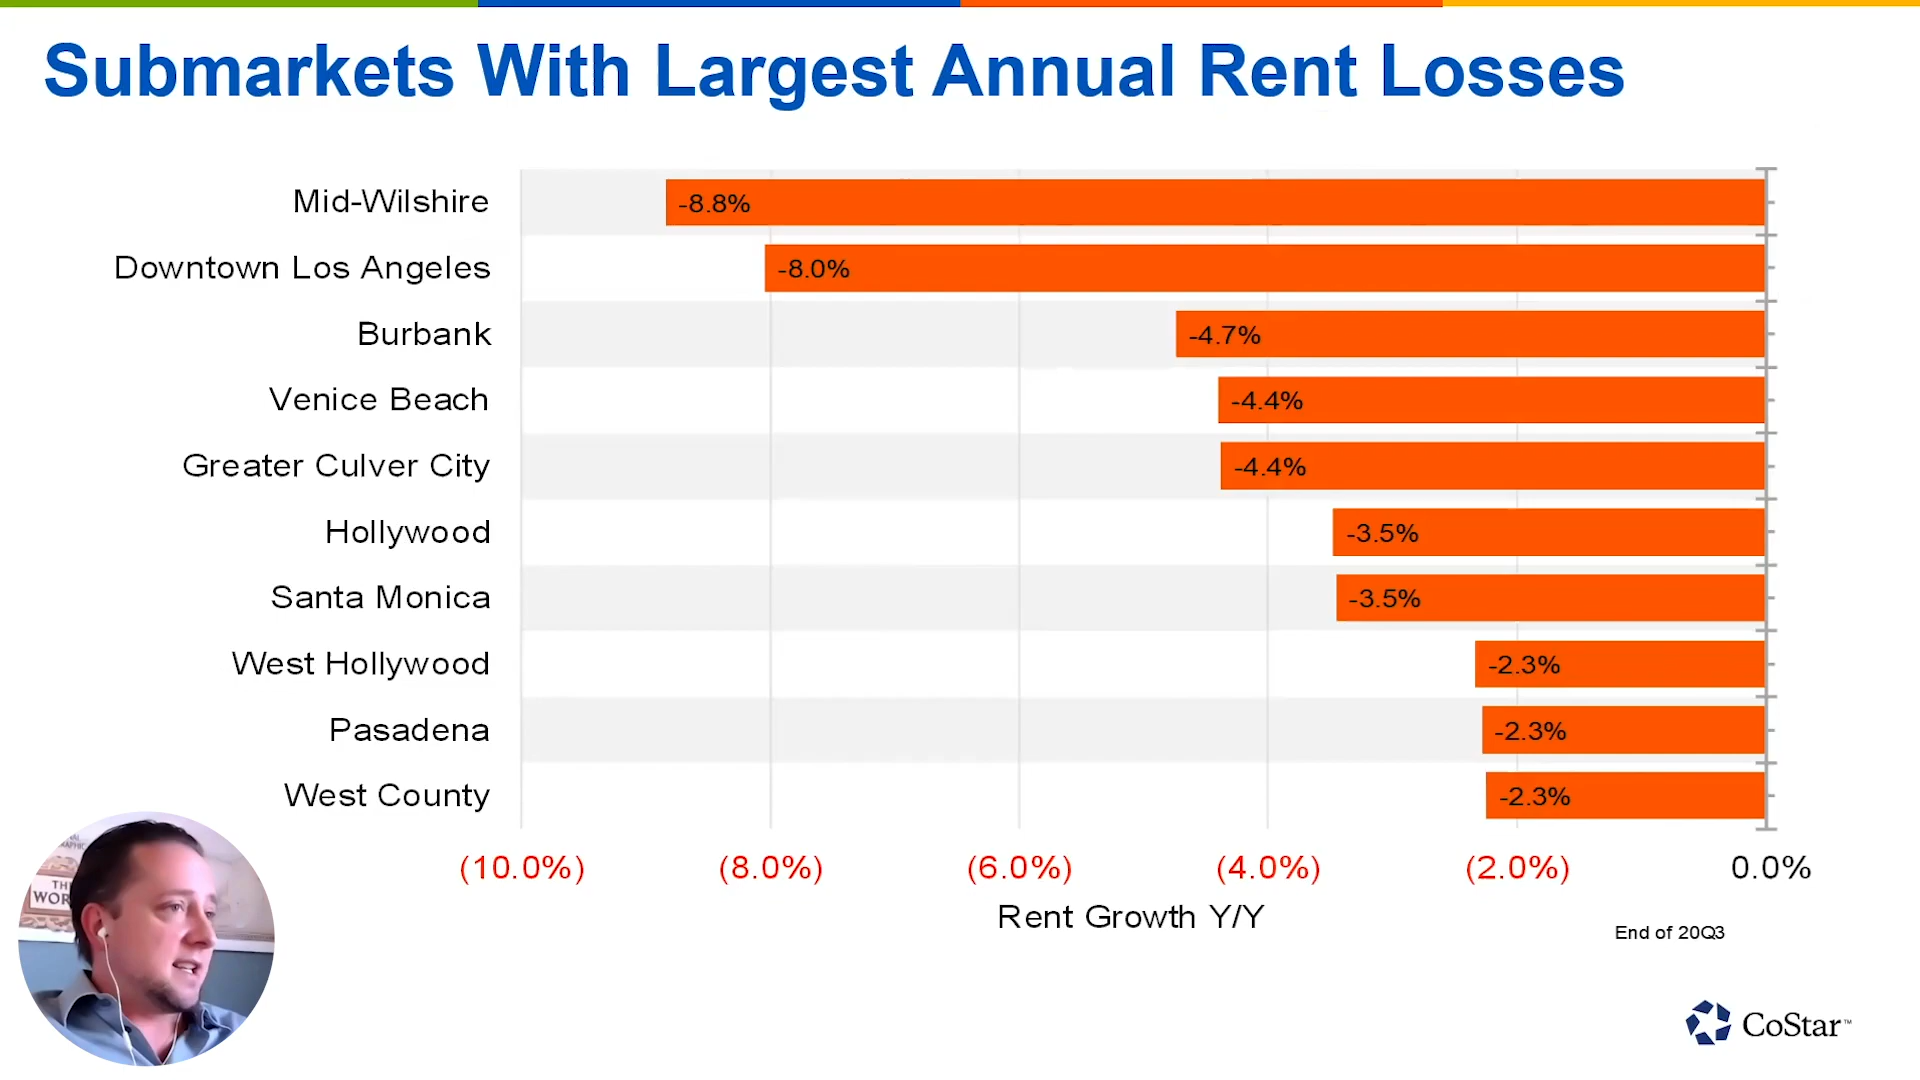 Submarkets With Largest Annual Rent Losses
Mid-Wilshire
-8.8%
Downtown Los Angeles
-8.0%
Burbank
-4.7%
Venice Beach
-4.4%
Greater Culver City
-4.4%
Hollywood
-3.5%
Santa Monica
-3.5%
West Hollywood
-2.3%
Pasadena
-2.3%
West County
-2.3%
(10.0%) (8.0%) (6.0%) (4.0%) (2.0%) 0.0%
Rent Growth Y/Y
End of 20Q3
CoStar™